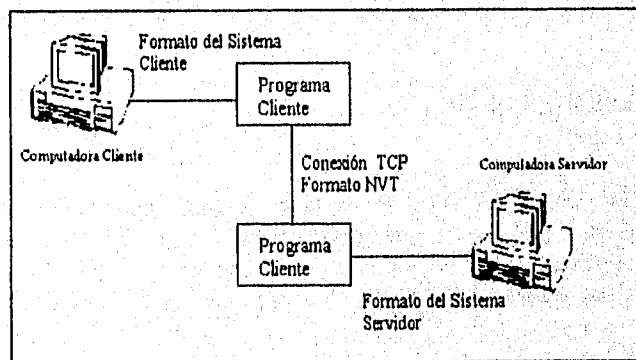 Formato del Sistema
Cliente
Programa
Cliente
Computadora Cliente
Conexión TCP
Formato NVT
Computadora Servidor
Programa
Cliente
Formato del Sistema
Servidor